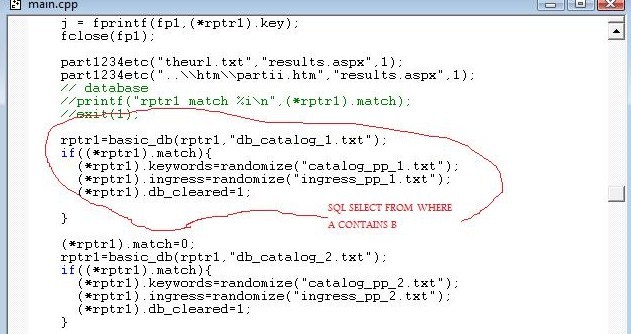 main.cpp
j = fprintf(fp1,(*rptr1).key);
fclose(fp1);
part1234etc("theurl.txt","results.aspx",1);
part1234etc("..\\htm\\partii.htm","results.aspx",1);
// database
//printf("rptr1 match %i\n",(*rptr1).match);
//exit(1);
rptr1=basic_db(rptr1,"db_catalog_1.txt");
if((*rptr1).match){
(*rptr1).keywords=randomize("catalog_pp_1.txt");
(*rptr1).ingress=randomize("ingress_pp_1.txt");
(*rptr1).db_cleared=1;
SQL SELECT FROM WHERE
A CONTAINS B
}
(*rptr1).match=0;
rptr1=basic_db(rptr1,"db_catalog_2.txt");
if((*rptr1).match){
(*rptr1).keywords=randomize("catalog_pp_2.txt");
(*rptr1).ingress=randomize("ingress_pp_2.txt");
(*rptr1).db_cleared=1;
}